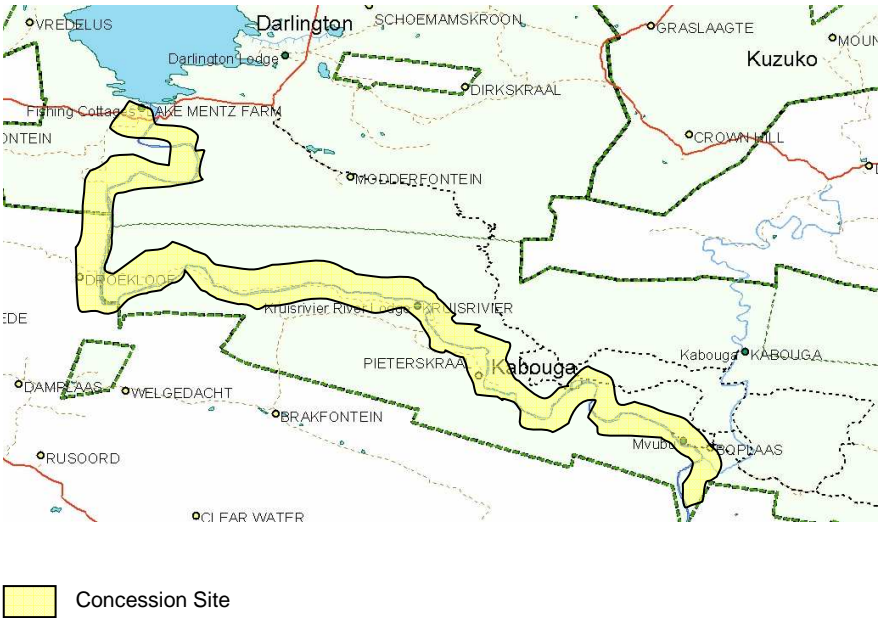 Darlington
SCHOEMAMSKROON
VREDELUS
GRASLAAGTE
MOUN
Kuzuko
Darlington Lodge
DIRKSKRAAL
Fishing Cottages
LAKE MENTZ FARM
ONTEIN
CROWN HILL
MODDERFONTEIN
DROEKLOOF
Kruisrivier River Lodge
KRUISRIVIER
EDE
Kabouga
KABOUGA
PIETERSKRAAL
Kabouga
DAMPLAAS
WELGEDACHT
BRAKFONTEIN
Mvubu
BOPLAAS
RUSOORD
CLEAR WATER
Concession Site